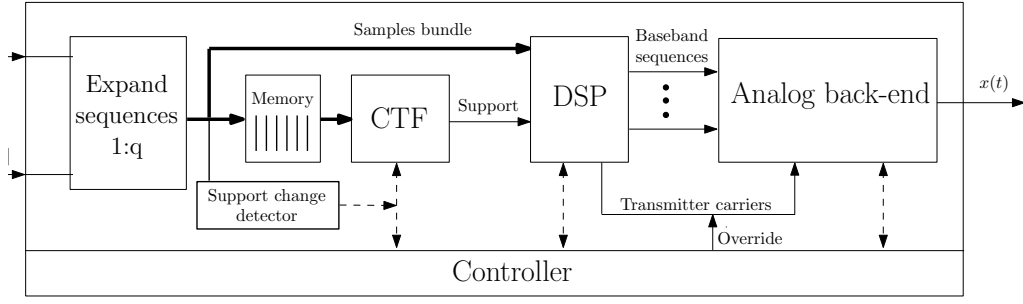 Samples bundle
Baseband
sequences
Expand
sequences
1:q
Memory
CTF
Support
DSP
Analog back-end
x(t)
Support change
detector
Transmitter carriers
Override
Controller